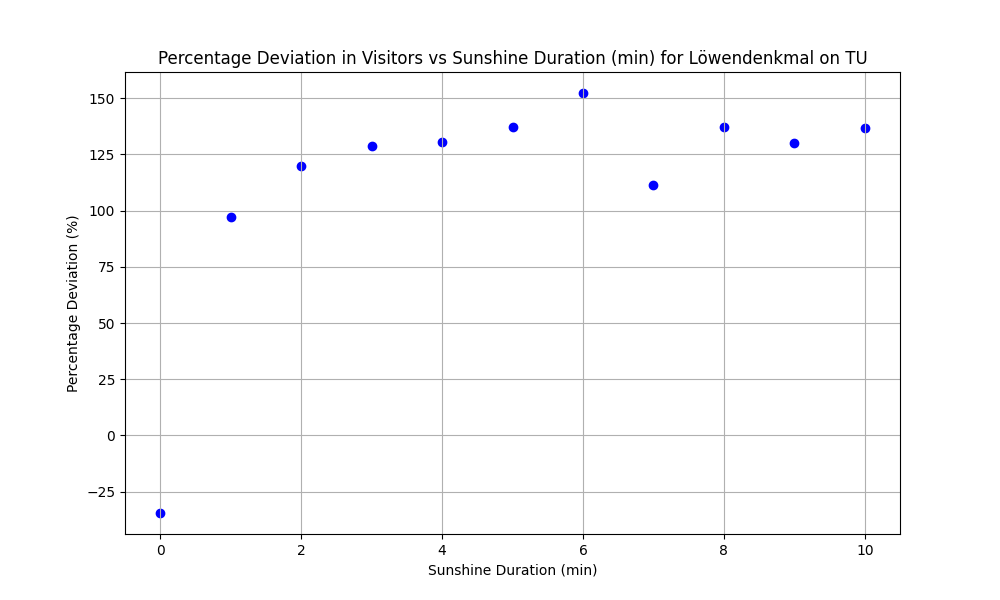 Percentage Deviation in Visitors vs Sunshine Duration (min) for Löwendenkmal on TU
150
125
100
75
50
25
0
−25
Percentage Deviation (%)
0 2 4 6 8 10
Sunshine Duration (min)